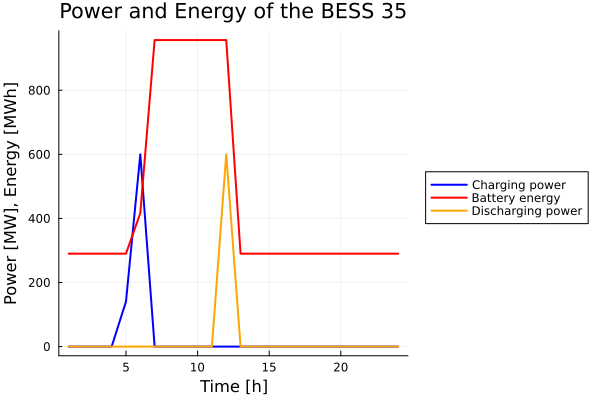 Power and Energy of the BESS 35
Power [MW], Energy [MWh]
800
600
400
200
0
5
10
15
20
Time [h]
Charging power
Battery energy
Discharging power